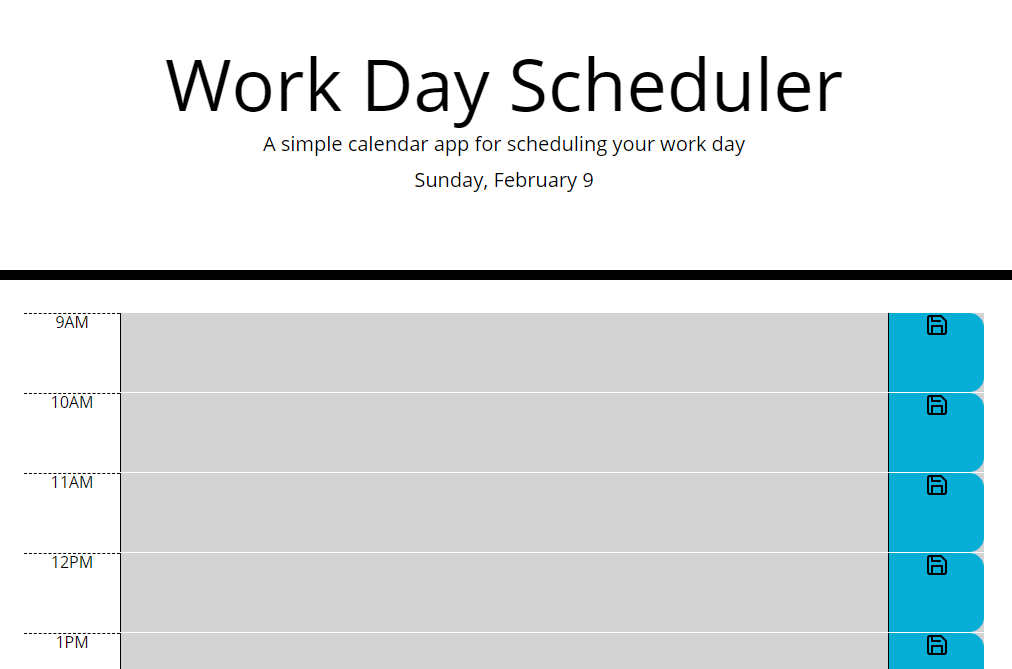 Work Day Scheduler
A simple calendar app for scheduling your work day
Sunday, February 9
9AM
10AM
11AM
12PM
1PM